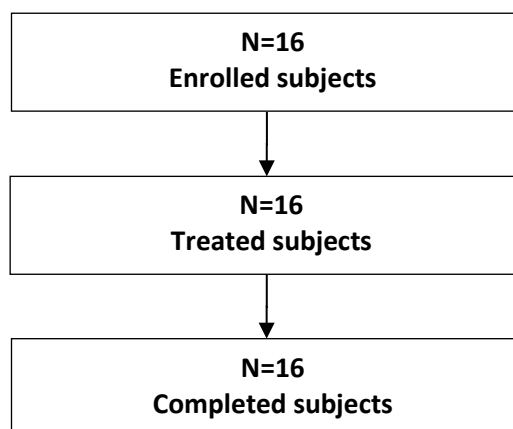 N=16
Enrolled subjects
N=16
Treated subjects
N=16
Completed subjects